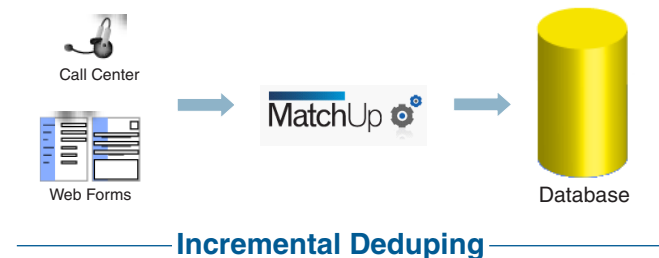 Call Center
Web Forms
MatchUp
Database
Incremental Deduping